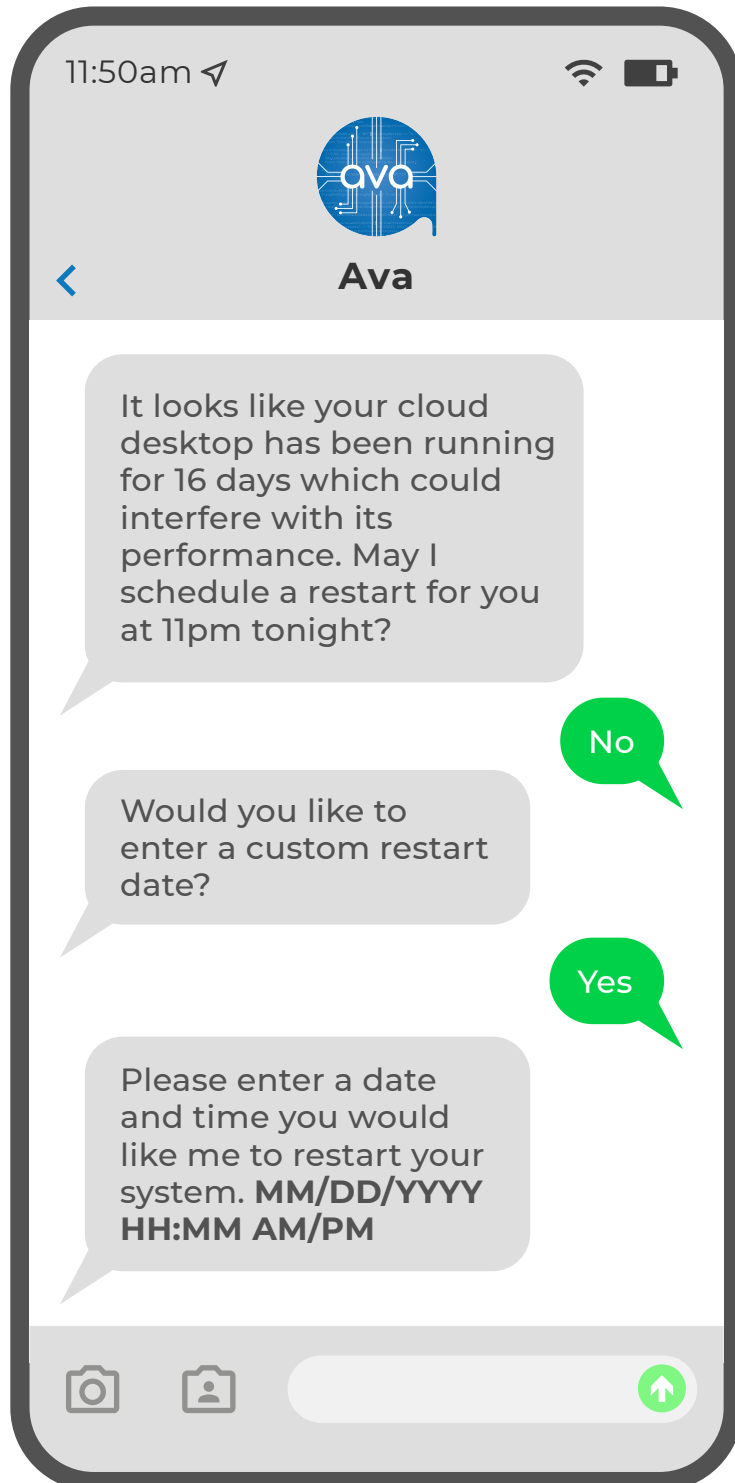 11:50am
ava
Ava
It looks like your cloud
desktop has been running
for 16 days which could
interfere with its
performance. May I
schedule a restart for you
at 11pm tonight?
No
Would you like to
enter a custom restart
date?
Yes
Please enter a date
and time you would
like me to restart your
system. MM/DD/YYYY
HH:MM AM/PM